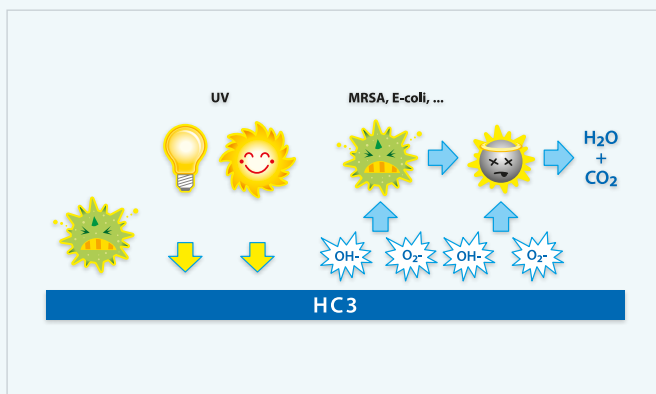 UV
MRSA, E-coli, ...
H₂O
+
CO₂
OH-
O₂-
OH-
O₂-
HC3